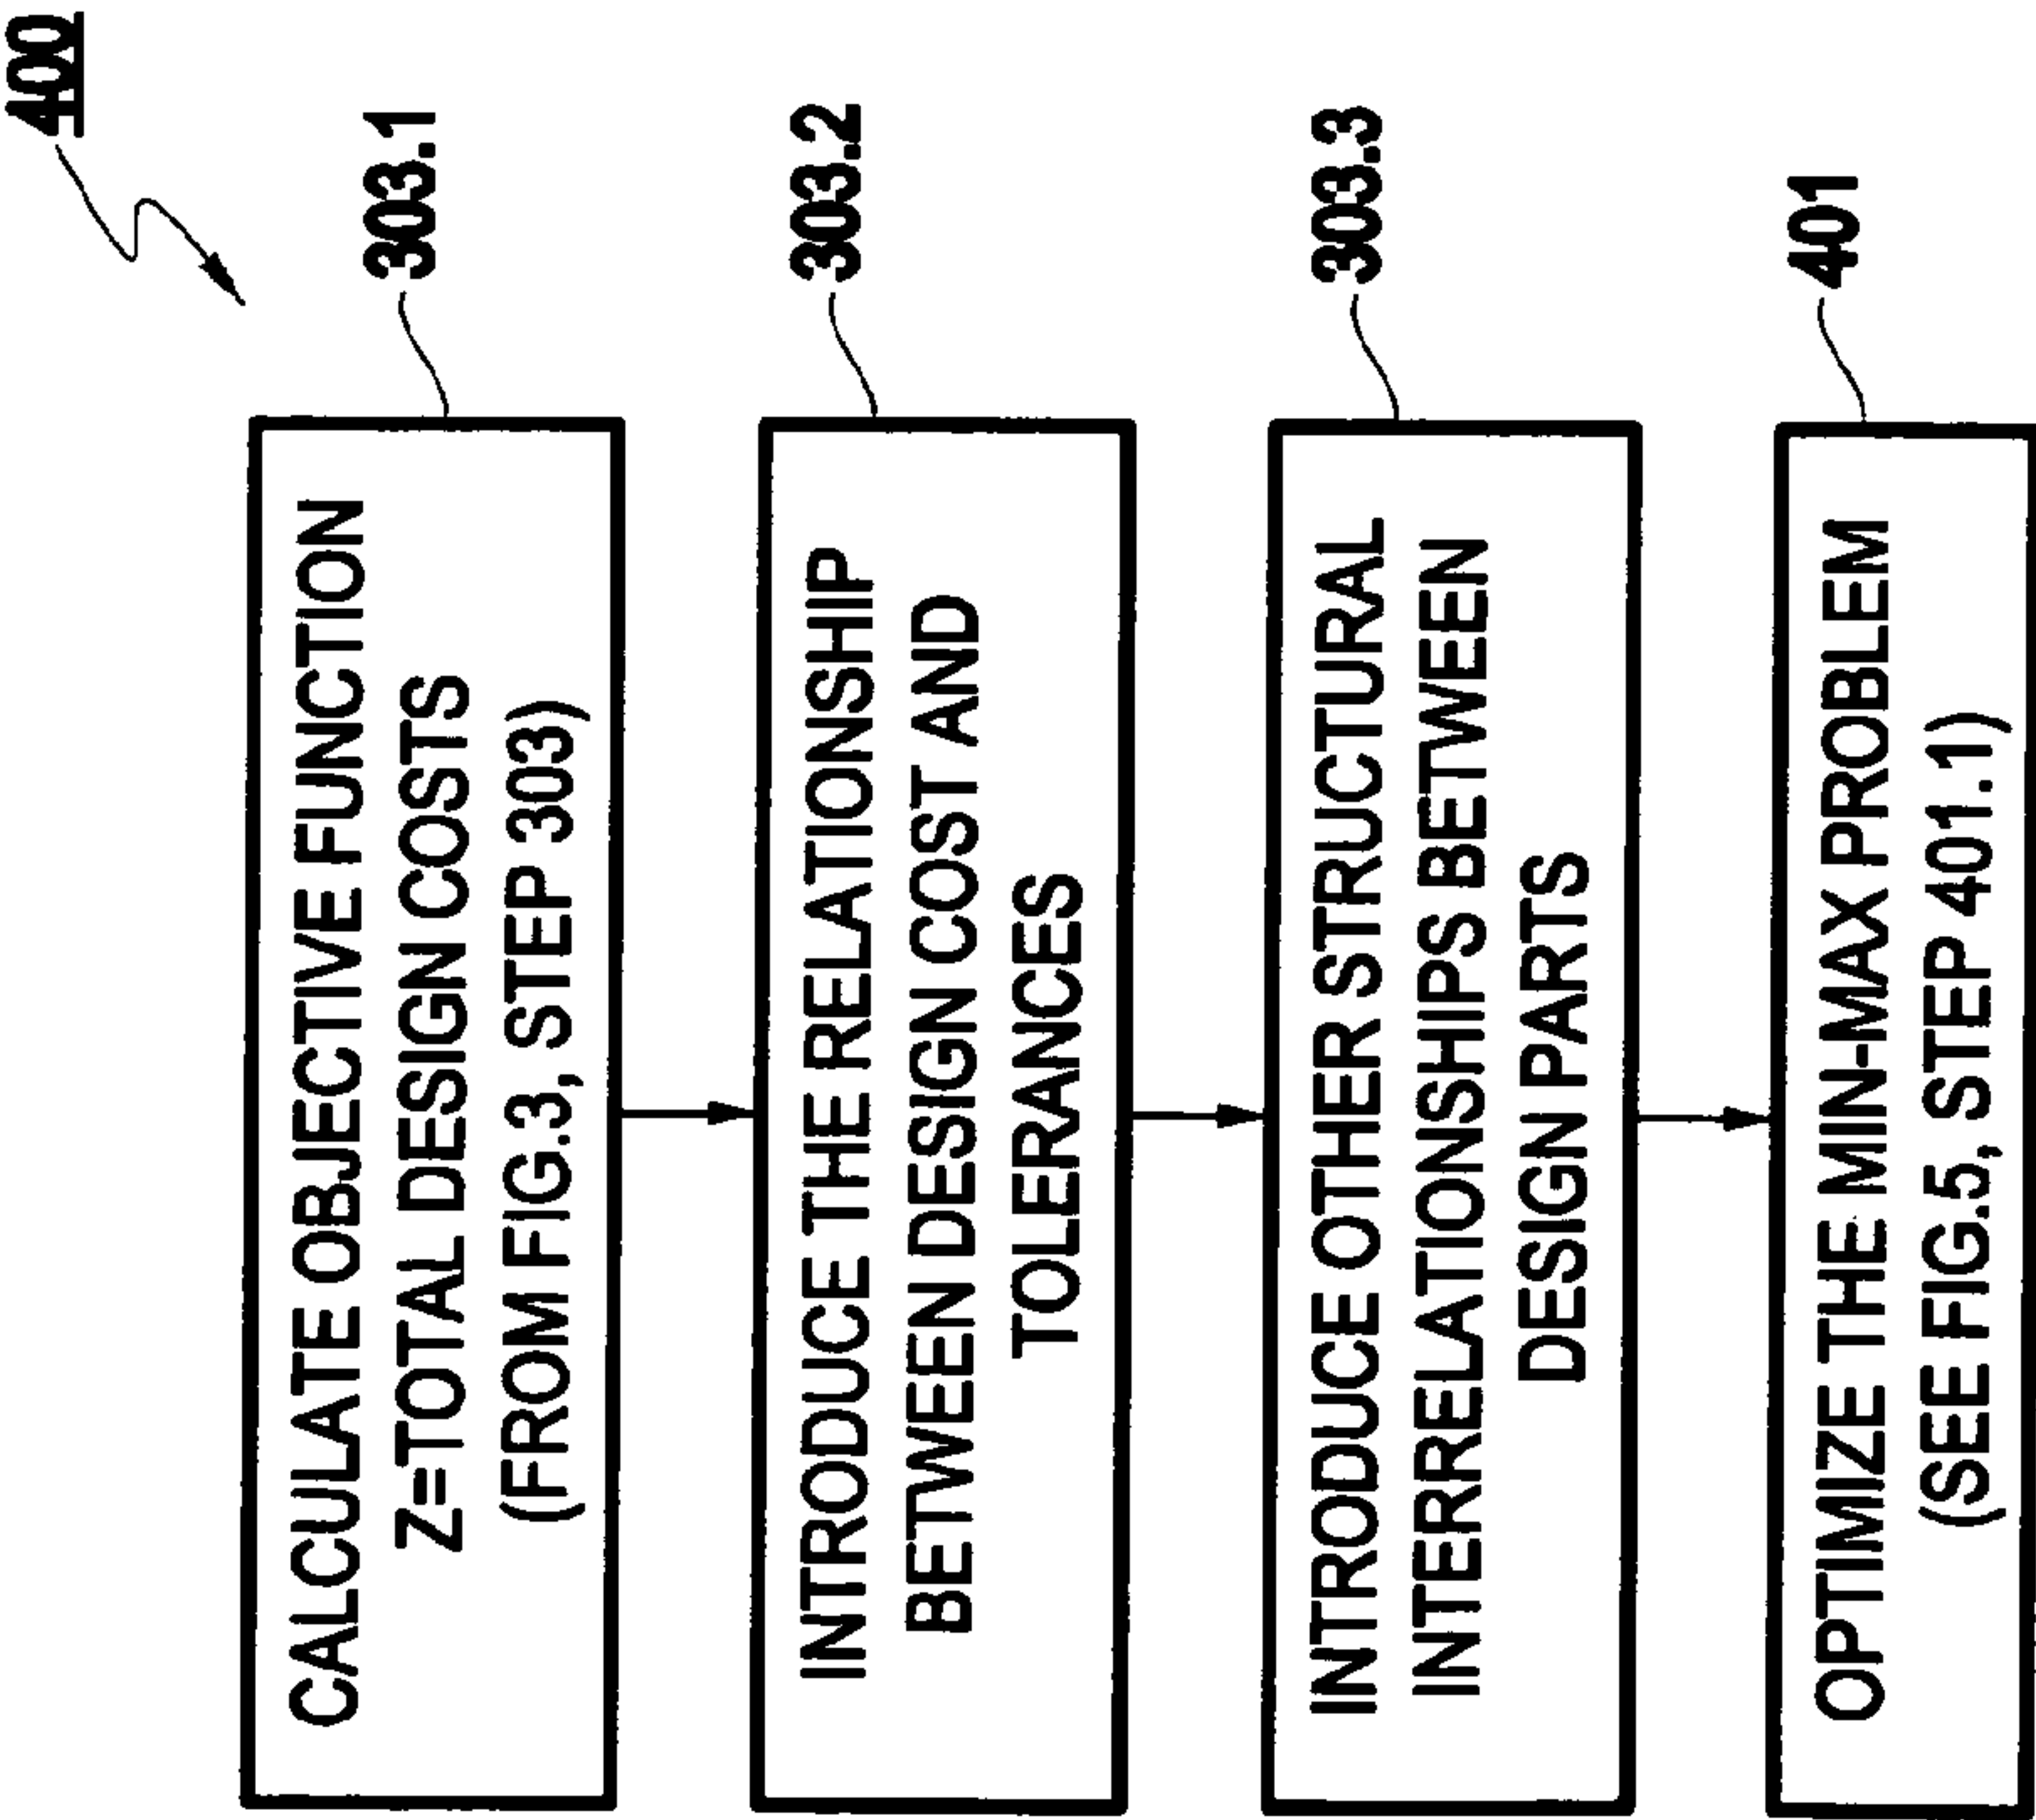 400
303.1
CALCULATE OBJECTIVE FUNCTION
Z=TOTAL DESIGN COSTS
(FROM FIG.3, STEP 303)
303.2
INTRODUCE THE RELATIONSHIP
BETWEEN DESIGN COST AND
TOLERANCES
303.3
INTRODUCE OTHER STRUCTURAL
INTERRELATIONSHIPS BETWEEN
DESIGN PARTS
401
OPTIMIZE THE MIN-MAX PROBLEM
(SEE FIG.5, STEP 401.1)